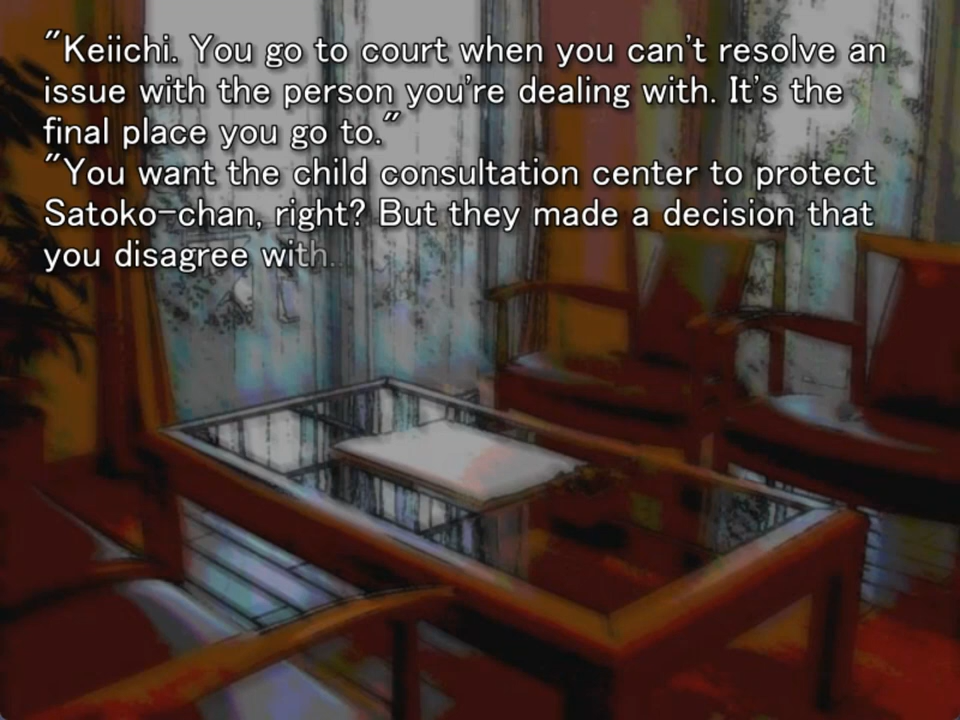 "Keiichi. You go to court when you can't resolve an
issue with the person you're dealing with. It's the
final place you go to."
"You want the child consultation center to protect
Satoko-chan, right? But they made a decision that
you disagree with...